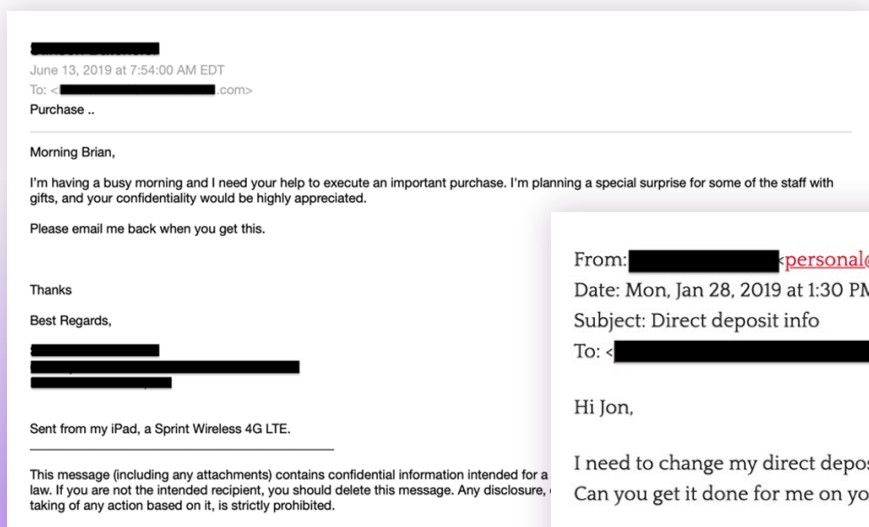 June 13, 2019 at 7:54:00 AM EDT
To: < .com>
Purchase ..
Morning Brian,
I'm having a busy morning and I need your help to execute an important purchase. I'm planning a special surprise for some of the staff with
gifts, and your confidentiality would be highly appreciated.
Please email me back when you get this.
Thanks
Best Regards,
Sent from my iPad, a Sprint Wireless 4G LTE.
This message (including any attachments) contains confidential information intended for a
law. If you are not the intended recipient, you should delete this message. Any disclosure,
taking of any action based on it, is strictly prohibited.
From: <personal@
Date: Mon, Jan 28, 2019 at 1:30 PM
Subject: Direct deposit info
To: <
Hi Jon,
I need to change my direct depos
Can you get it done for me on yo